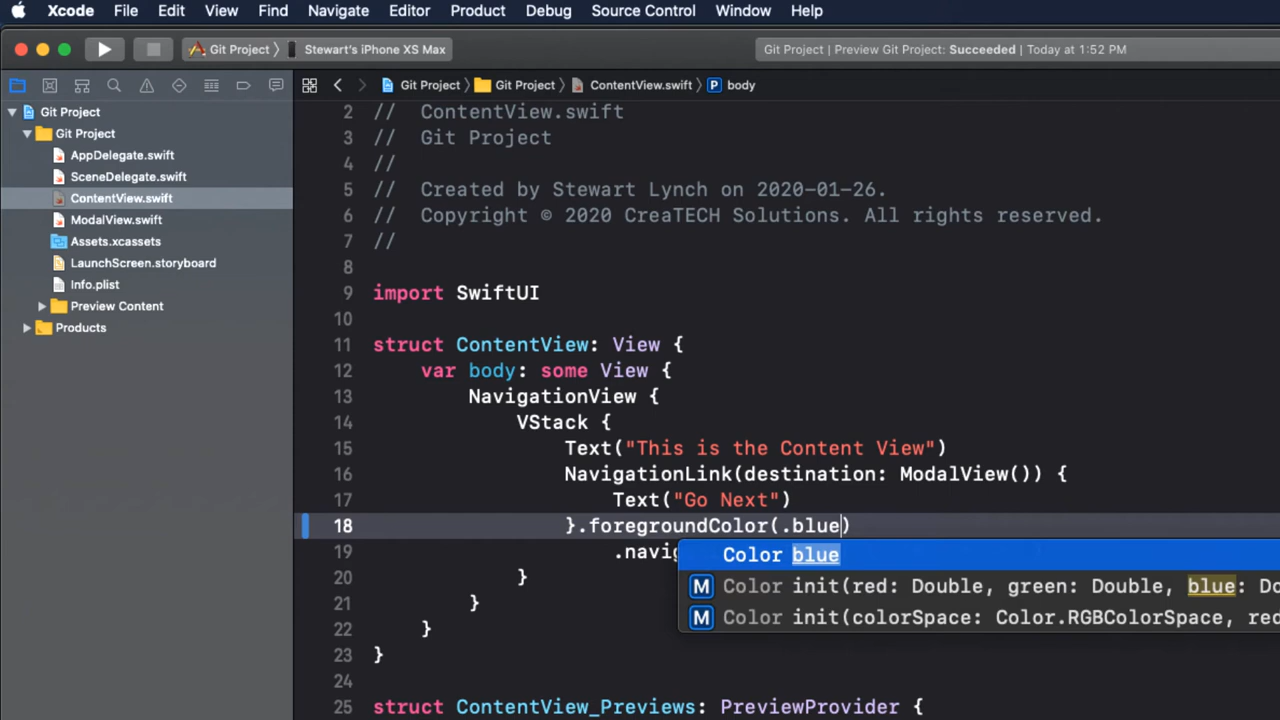 Xcode File Edit View Find Navigate Editor Product Debug Source Control Window Help
Git Project Stewart's iPhone XS Max
Git Project | Preview Git Project: Succeeded | Today at 1:52 PM
Git Project Git Project ContentView.swift P body
Git Project
Git Project
AppDelegate.swift
SceneDelegate.swift
ContentView.swift
ModalView.swift
Assets.xcassets
LaunchScreen.storyboard
Info.plist
Preview Content
Products
2 // ContentView.swift
3 // Git Project
4 //
5 // Created by Stewart Lynch on 2020-01-26.
6 // Copyright © 2020 CreaTECH Solutions. All rights reserved.
7 //
8
9 import SwiftUI
10
11 struct ContentView: View {
12 var body: some View {
13 NavigationView {
14 VStack {
15 Text("This is the Content View")
16 NavigationLink(destination: ModalView()) {
17 Text("Go Next")
18 }.foregroundColor(.blue)
19 .navig
Color blue
M Color init(red: Double, green: Double, blue: Do
M Color init(colorSpace: Color.RGBColorSpace, red
20 }
21 }
22 }
23 }
24
25 struct ContentView_Previews: PreviewProvider {